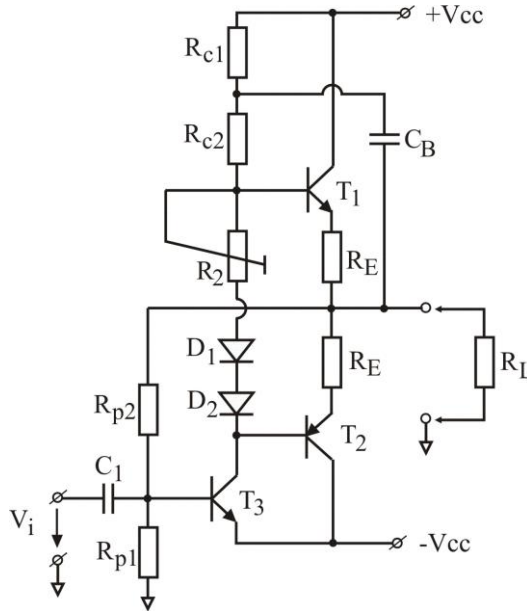 Rc1
+Vcc
Rc2
CB
T1
R2
RE
D1
RE
RL
Rp2
D2
T2
C1
T3
Vi
Rp1
-Vcc